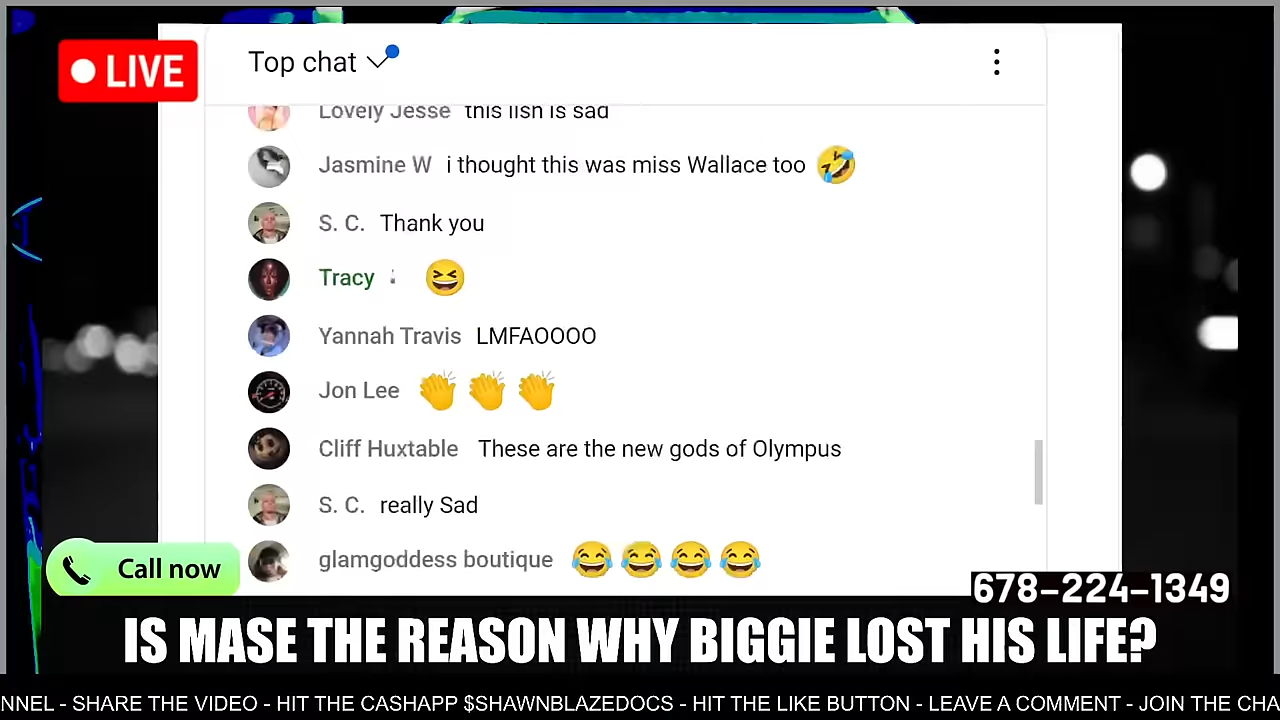 LIVE
Top chat
Lovely Jesse this iish is sad
Jasmine W i thought this was miss Wallace too 🤣
S. C. Thank you
Tracy 😆
Yannah Travis LMFAOOOO
Jon Lee 👏 👏 👏
Cliff Huxtable These are the new gods of Olympus
S. C. really Sad
glamgoddess boutique 😂 😂 😂 😂
Call now
678-224-1349
IS MASE THE REASON WHY BIGGIE LOST HIS LIFE?
NNEL - SHARE THE VIDEO - HIT THE CASHAPP $SHAWNBLAZEDOCS - HIT THE LIKE BUTTON - LEAVE A COMMENT - JOIN THE CHA